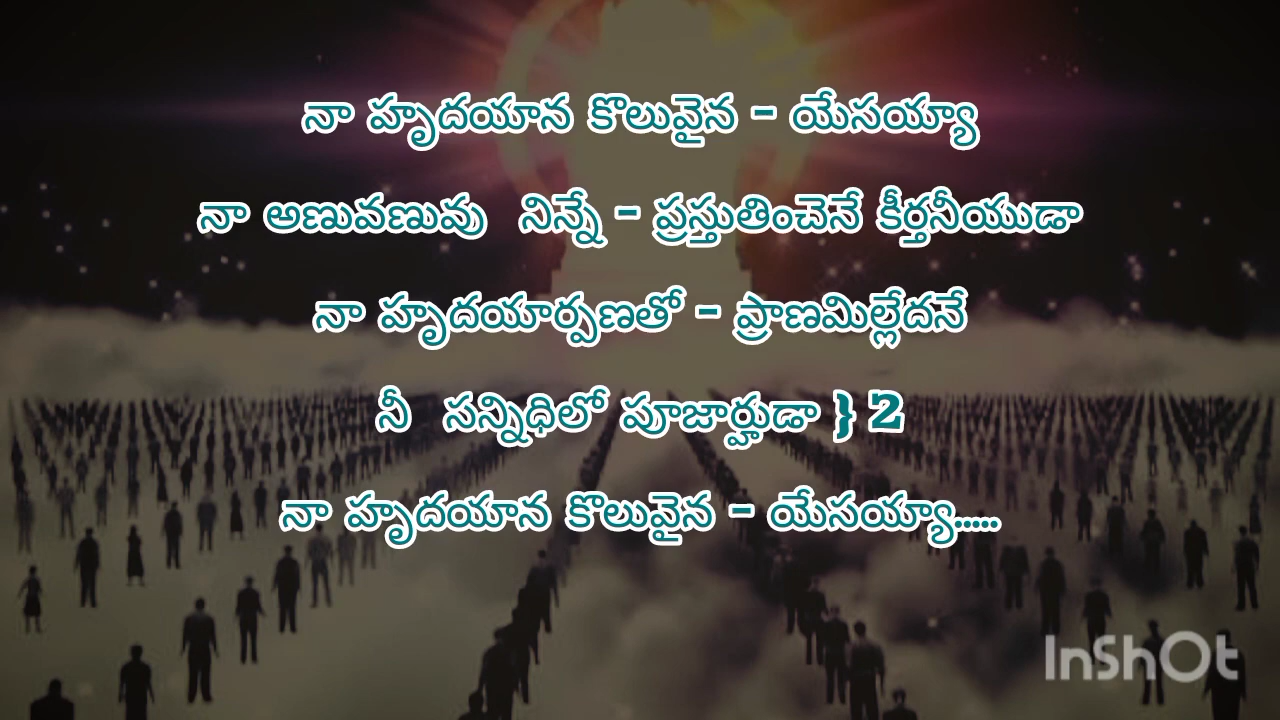 నా హృదయాన కొలువైన - యేసయ్యా
నా అణువణువు నిన్నే - ప్రస్తుతించెనే కీర్తనీయుడా
నా హృదయార్పణతో - ప్రాణమిల్లేదనే
నీ సన్నిధిలో పూజార్హుడా } 2
నా హృదయాన కొలువైన - యేసయ్యా.....
InShOt